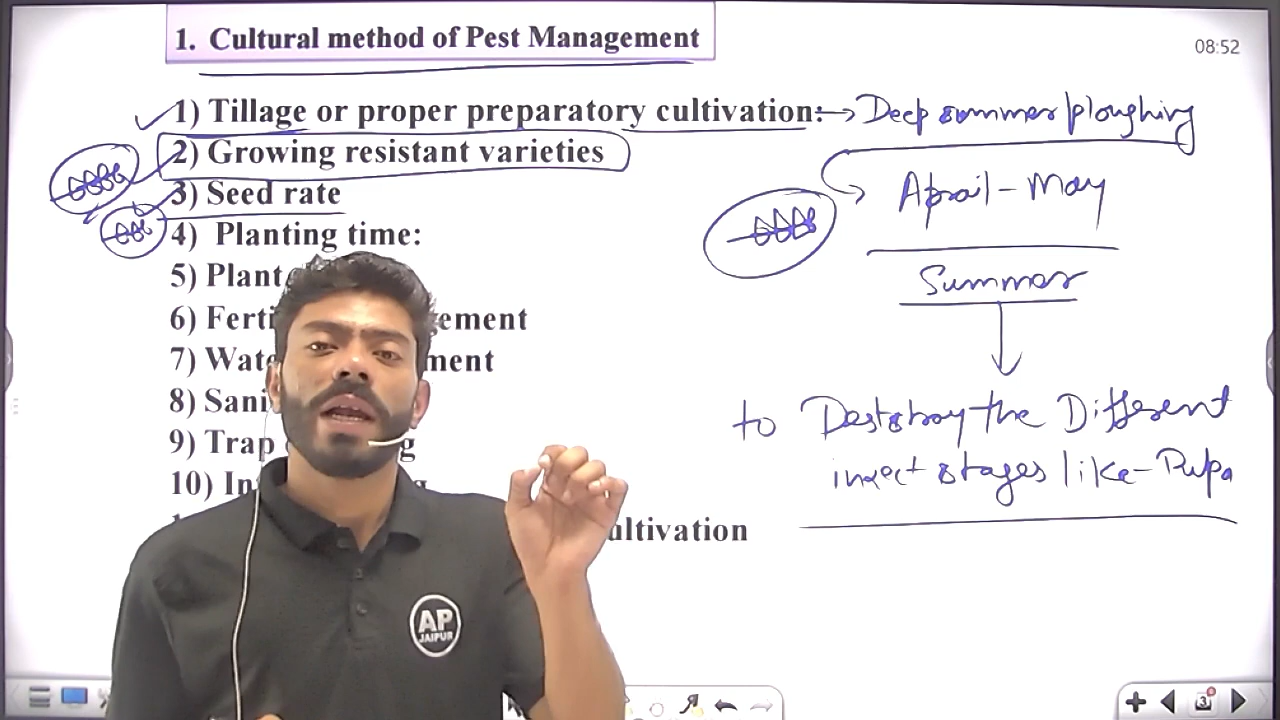 1. Cultural method of Pest Management
08:52
1) Tillage or proper preparatory cultivation:→ Deep summer ploughing
2) Growing resistant varieties
April-May
3) Seed rate
4) Planting time:
Summer
5) Plant
6) Ferti ement
7) Wate ment
8) Sani
to Destroy the Different
9) Trap g
insect stages like-Pupa
10) In g
ultivation
AP
JAIPUR
3